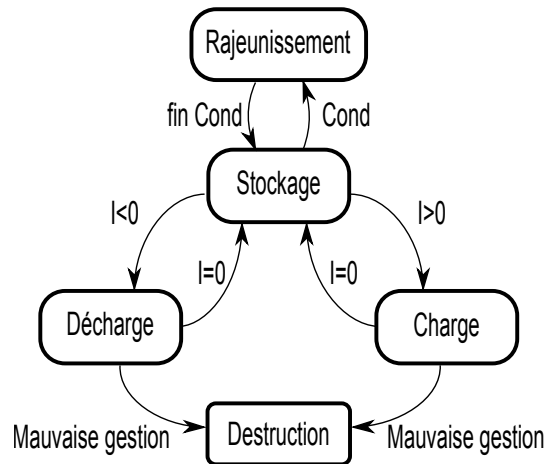 Rajeunissement
fin Cond
Cond
Stockage
I<0
I>0
I=0
I=0
Décharge
Charge
Mauvaise gestion
Destruction
Mauvaise gestion